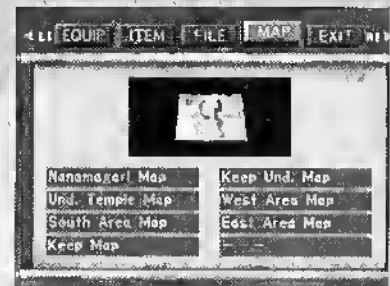 EQUIP ITEM FILE MAP EXIT
Nanamagari Map Keep Und. Map
Und. Temple Map West Area Map
South Area Map East Area Map
Keep Map